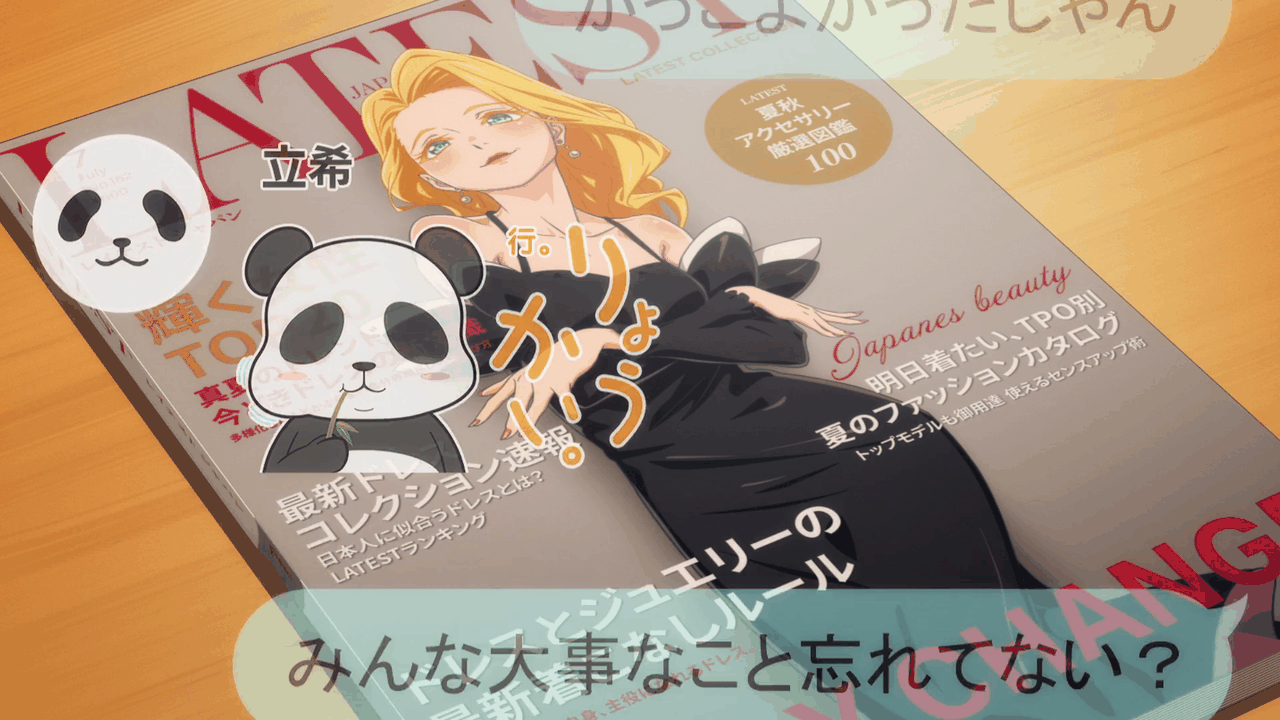 かっこよかったじゃん
LATEST
LATEST COLLECTION
LATEST
夏秋
アクセサリー
厳選図鑑
100
立希
行。
りょうかい。
輝く
Japanes beauty
明日着たい、TPO別
夏のファッションカタログ
トップモデルも御用達 使えるセンスアップ術
最新ドレス
コレクション速報
日本人に似合うドレスとは?
LATESTランキング
ドレスとジュエリーの
最新着こなしルール
CHANGE
みんな大事なこと忘れてない？